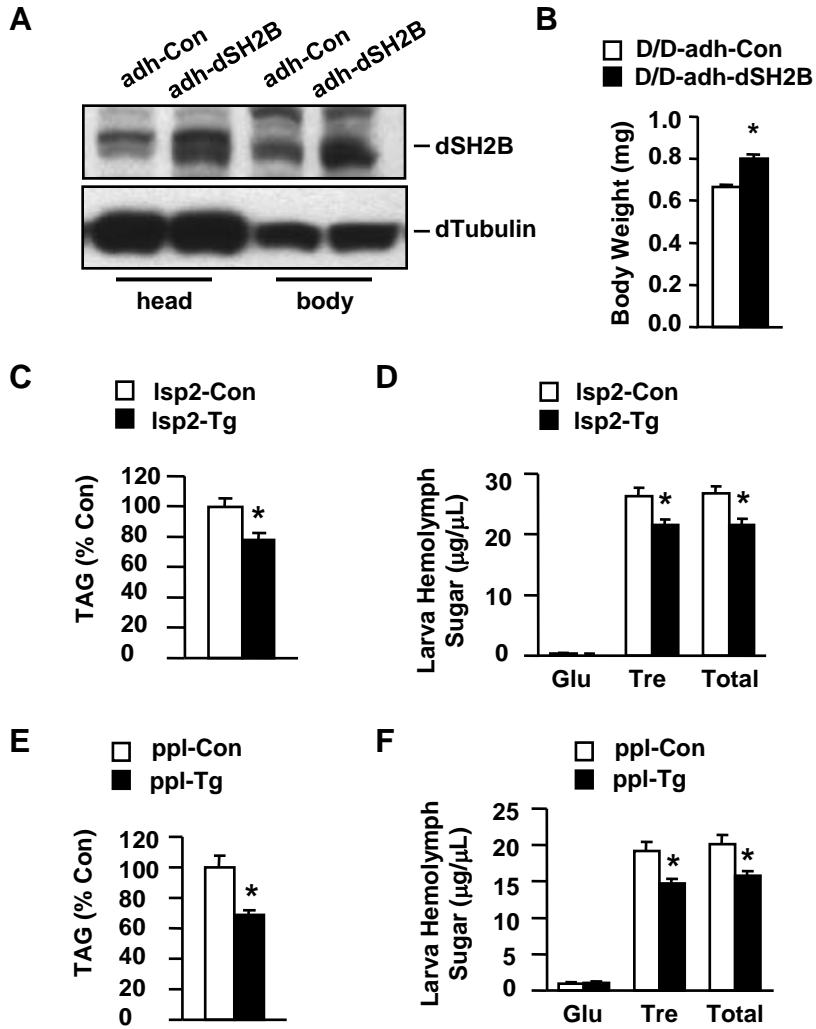 A
adh-Con
adh-dSH2B
adh-Con
adh-dSH2B
dSH2B
dTubulin
head
body
B
D/D-adh-Con
D/D-adh-dSH2B
Body Weight (mg)
1.0
0.8
0.6
0.4
0.2
0.0
*
C
lsp2-Con
lsp2-Tg
TAG (% Con)
120
100
80
60
40
20
0
*
D
lsp2-Con
lsp2-Tg
Larva Hemolymph
Sugar (µg/µL)
30
20
10
0
* *
Glu Tre Total
E
ppl-Con
ppl-Tg
TAG (% Con)
120
100
80
60
40
20
0
*
F
ppl-Con
ppl-Tg
Larva Hemolymph
Sugar (µg/µL)
25
20
15
10
5
0
* *
Glu Tre Total